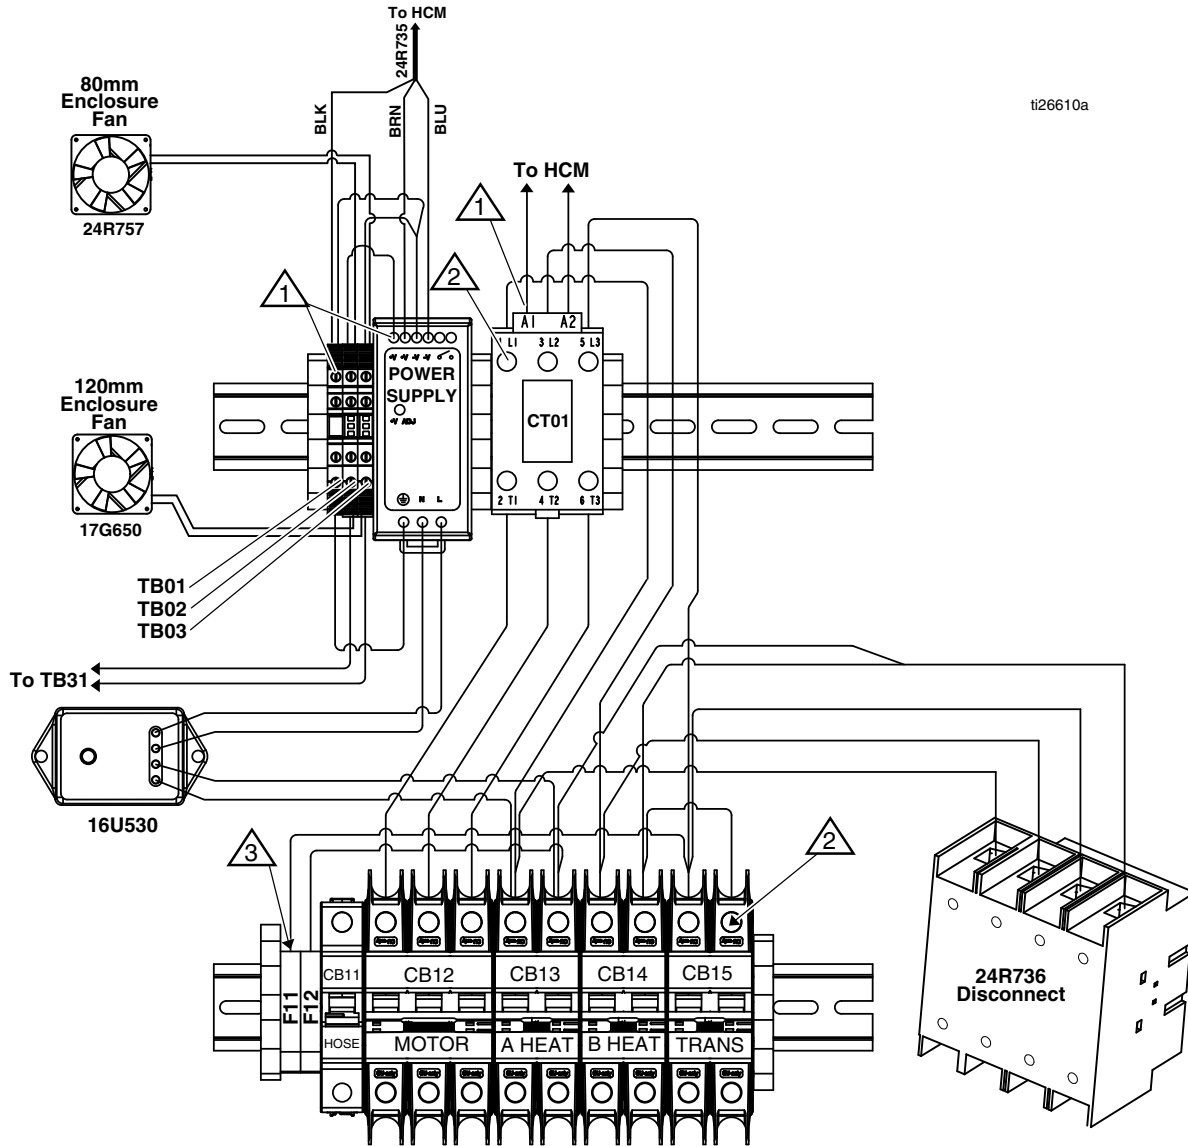 To HCM
24R735
80mm
Enclosure
Fan
24R757
BLK
BRN
BLU
ti26610a
To HCM
1
1
2
A1 A2
1 L1 3 L2 5 L3
POWER
SUPPLY
+V ADJ
N L
CT01
2 T1 4 T2 6 T3
120mm
Enclosure
Fan
17G650
TB01
TB02
TB03
To TB31
16U530
3
2
F11
F12
CB11 CB12 CB13 CB14 CB15
HOSE MOTOR A HEAT B HEAT TRANS
24R736
Disconnect